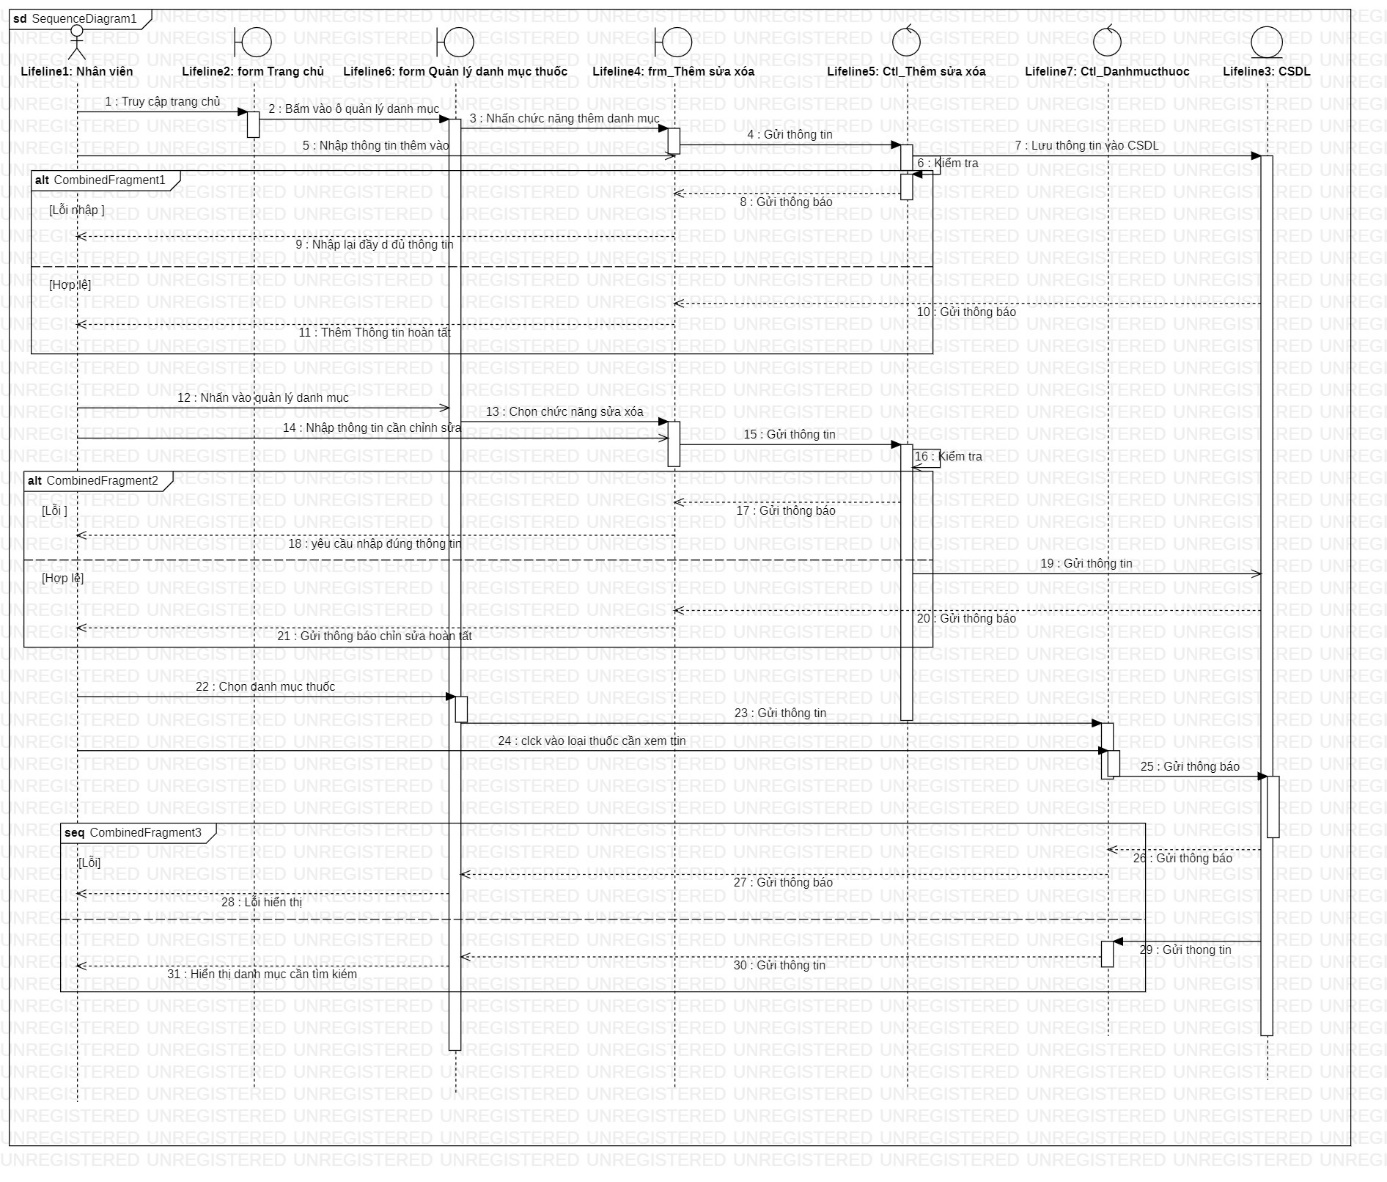 sd SequenceDiagram1
Lifeline1: Nhân viên
Lifeline2: form Trang chủ
Lifeline6: form Quản lý danh mục thuốc
Lifeline4: frm_Thêm sửa xóa
Lifeline5: Ctl_Thêm sửa xóa
Lifeline7: Ctl_Danhmucthuoc
Lifeline3: CSDL
1 : Truy cập trang chủ
2 : Bấm vào ô quản lý danh mục
3 : Nhấn chức năng thêm danh mục
4 : Gửi thông tin
5 : Nhập thông tin thêm vào
7 : Lưu thông tin vào CSDL
6 : Kiểm tra
alt CombinedFragment1
8 : Gửi thông báo
[Lỗi nhập ]
9 : Nhập lại đầy d đủ thông tin
[Hợp lệ]
10 : Gửi thông báo
11 : Thêm Thông tin hoàn tất
12 : Nhấn vào quản lý danh mục
13 : Chọn chức năng sửa xóa
14 : Nhập thông tin cần chỉnh sửa
15 : Gửi thông tin
16 : Kiểm tra
alt CombinedFragment2
[Lỗi ]
17 : Gửi thông báo
18 : yêu cầu nhập đúng thông tin
19 : Gửi thông tin
[Hợp lệ]
20 : Gửi thông báo
21 : Gửi thông báo chỉn sửa hoàn tất
22 : Chọn danh mục thuốc
23 : Gửi thông tin
24 : clck vào loại thuốc cần xem ttin
25 : Gửi thông báo
seq CombinedFragment3
[Lỗi]
26 : Gửi thông báo
27 : Gửi thông báo
28 : Lỗi hiển thị
29 : Gửi thong tin
30 : Gửi thông tin
31 : Hiển thị danh mục cần tìm kiém
UNREGISTERED